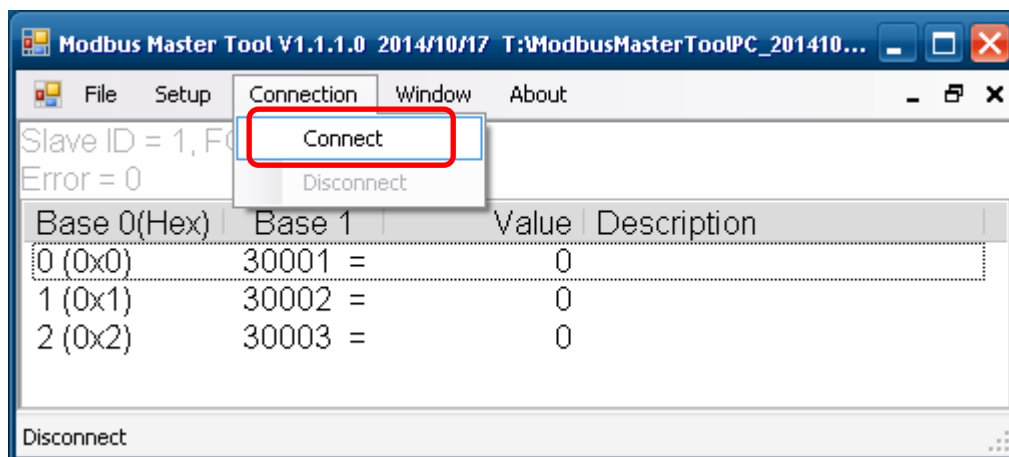 Modbus Master Tool V1.1.1.0 2014/10/17 T:\ModbusMasterToolPC_201410...
File Setup Connection Window About
Connect
Disconnect
Slave ID = 1,
Error = 0
Base 0(Hex) Base 1 Value Description
0 (0x0) 30001 = 0
1 (0x1) 30002 = 0
2 (0x2) 30003 = 0
Disconnect